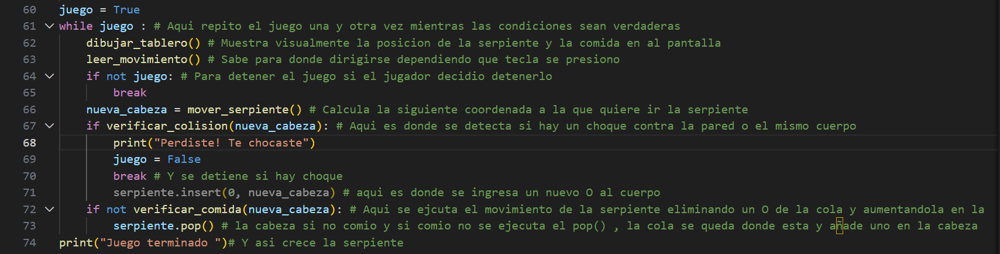 60 juego = True
61 while juego : # Aqui repito el juego una y otra vez mientras las condiciones sean verdaderas
62 dibujar_tablero() # Muestra visualmente la posicion de la serpiente y la comida en al pantalla
63 leer_movimiento() # Sabe para donde dirigirse dependiendo que tecla se presiono
64 if not juego: # Para detener el juego si el jugador decidio detenerlo
65 break
66 nueva_cabeza = mover_serpiente() # Calcula la siguiente coordenada a la que quiere ir la serpiente
67 if verificar_colision(nueva_cabeza): # Aqui es donde se detecta si hay un choque contra la pared o el mismo cuerpo
68 print("Perdiste! Te chocaste")
69 juego = False
70 break # Y se detiene si hay choque
71 serpiente.insert(0, nueva_cabeza) # aqui es donde se ingresa un nuevo O al cuerpo
72 if not verificar_comida(nueva_cabeza): # Aqui se ejcuta el movimiento de la serpiente eliminando un O de la cola y aumentandola en la
73 serpiente.pop() # la cabeza si no comio y si comio no se ejecuta el pop() , la cola se queda donde esta y añade uno en la cabeza
74 print("Juego terminado ")# Y asi crece la serpiente